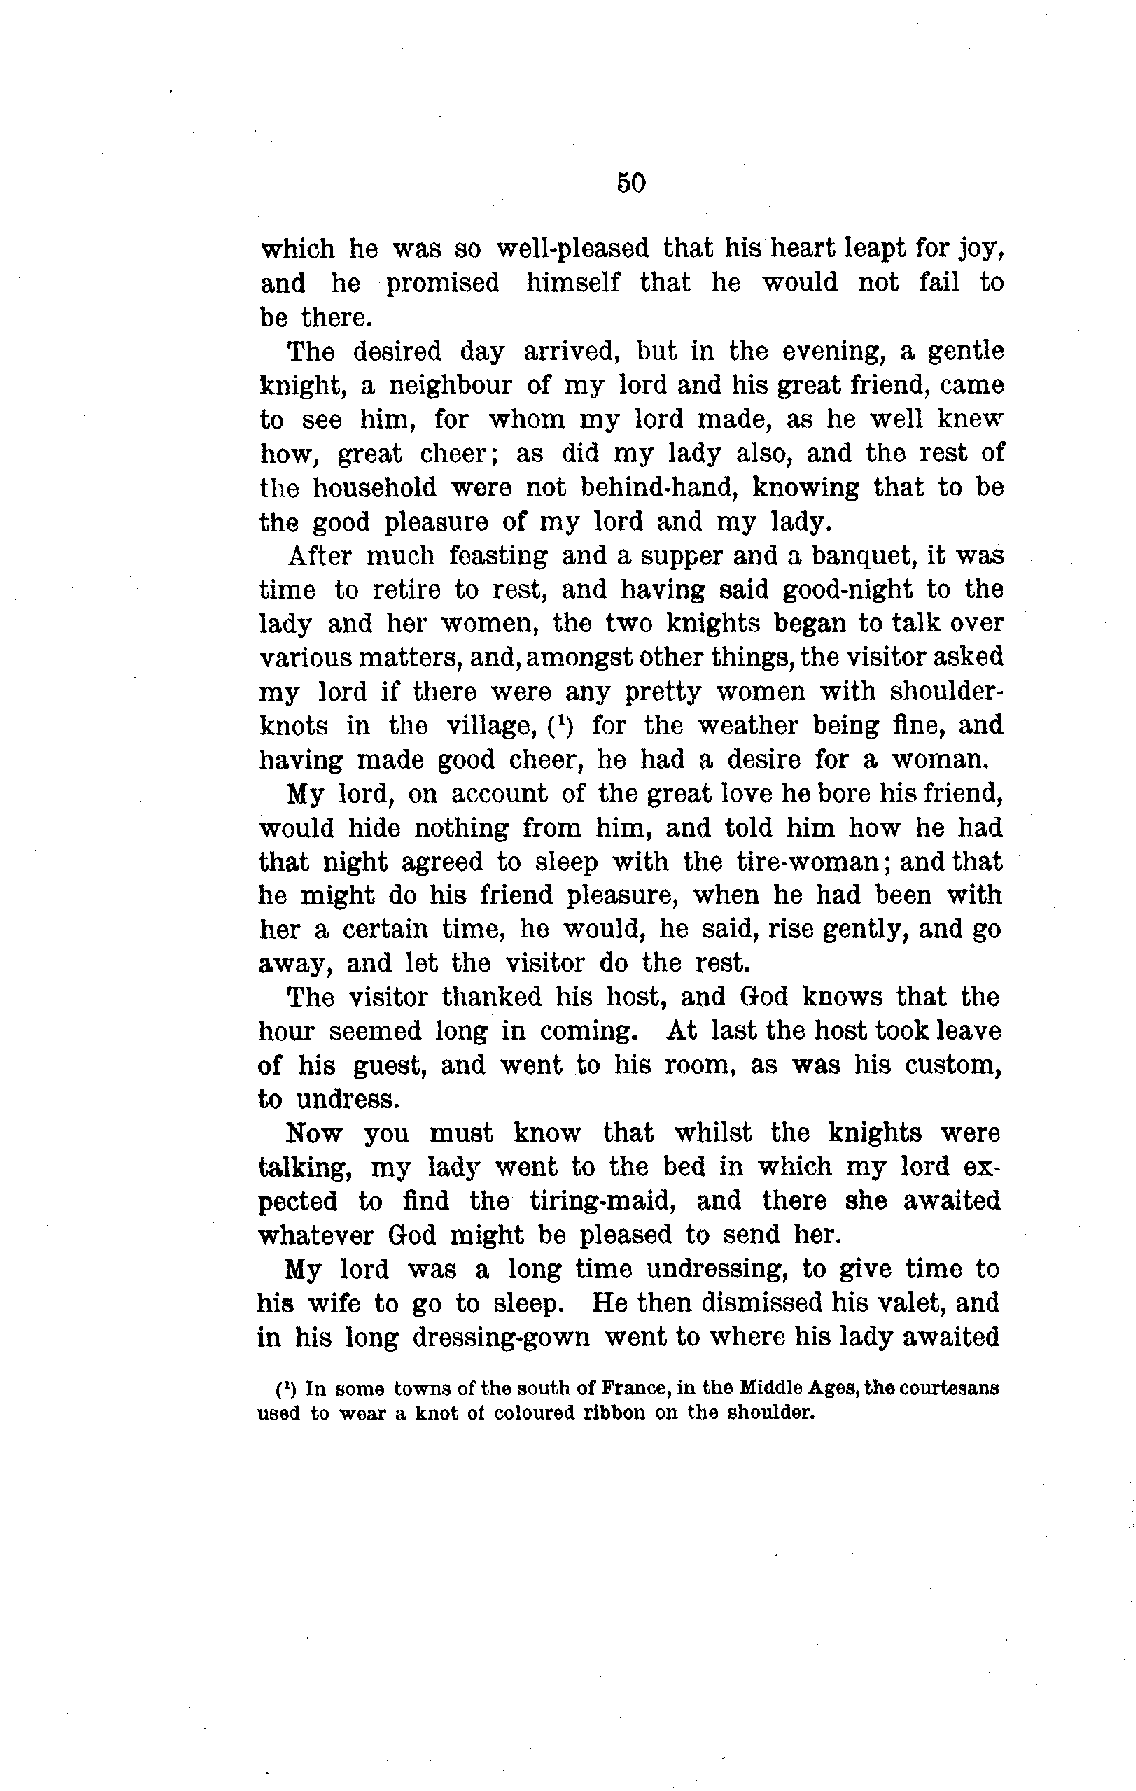 50
which he was so well-pleased that his heart leapt for joy,
and he promised himself that he would not fail to
be there.
The desired day arrived, but in the evening, a gentle
knight, a neighbour of my lord and his great friend, came
to see him, for whom my lord made, as he well knew
how, great cheer; as did my lady also, and the rest of
the household were not behind-hand, knowing that to be
the good pleasure of my lord and my lady.
After much feasting and a supper and a banquet, it was
time to retire to rest, and having said good-night to the
lady and her women, the two knights began to talk over
various matters, and, amongst other things, the visitor asked
my lord if there were any pretty women with shoulder-
knots in the village, (¹) for the weather being fine, and
having made good cheer, he had a desire for a woman.
My lord, on account of the great love he bore his friend,
would hide nothing from him, and told him how he had
that night agreed to sleep with the tire-woman; and that
he might do his friend pleasure, when he had been with
her a certain time, he would, he said, rise gently, and go
away, and let the visitor do the rest.
The visitor thanked his host, and God knows that the
hour seemed long in coming. At last the host took leave
of his guest, and went to his room, as was his custom,
to undress.
Now you must know that whilst the knights were
talking, my lady went to the bed in which my lord ex-
pected to find the tiring-maid, and there she awaited
whatever God might be pleased to send her.
My lord was a long time undressing, to give time to
his wife to go to sleep. He then dismissed his valet, and
in his long dressing-gown went to where his lady awaited
(¹) In some towns of the south of France, in the Middle Ages, the courtesans
used to wear a knot of coloured ribbon on the shoulder.